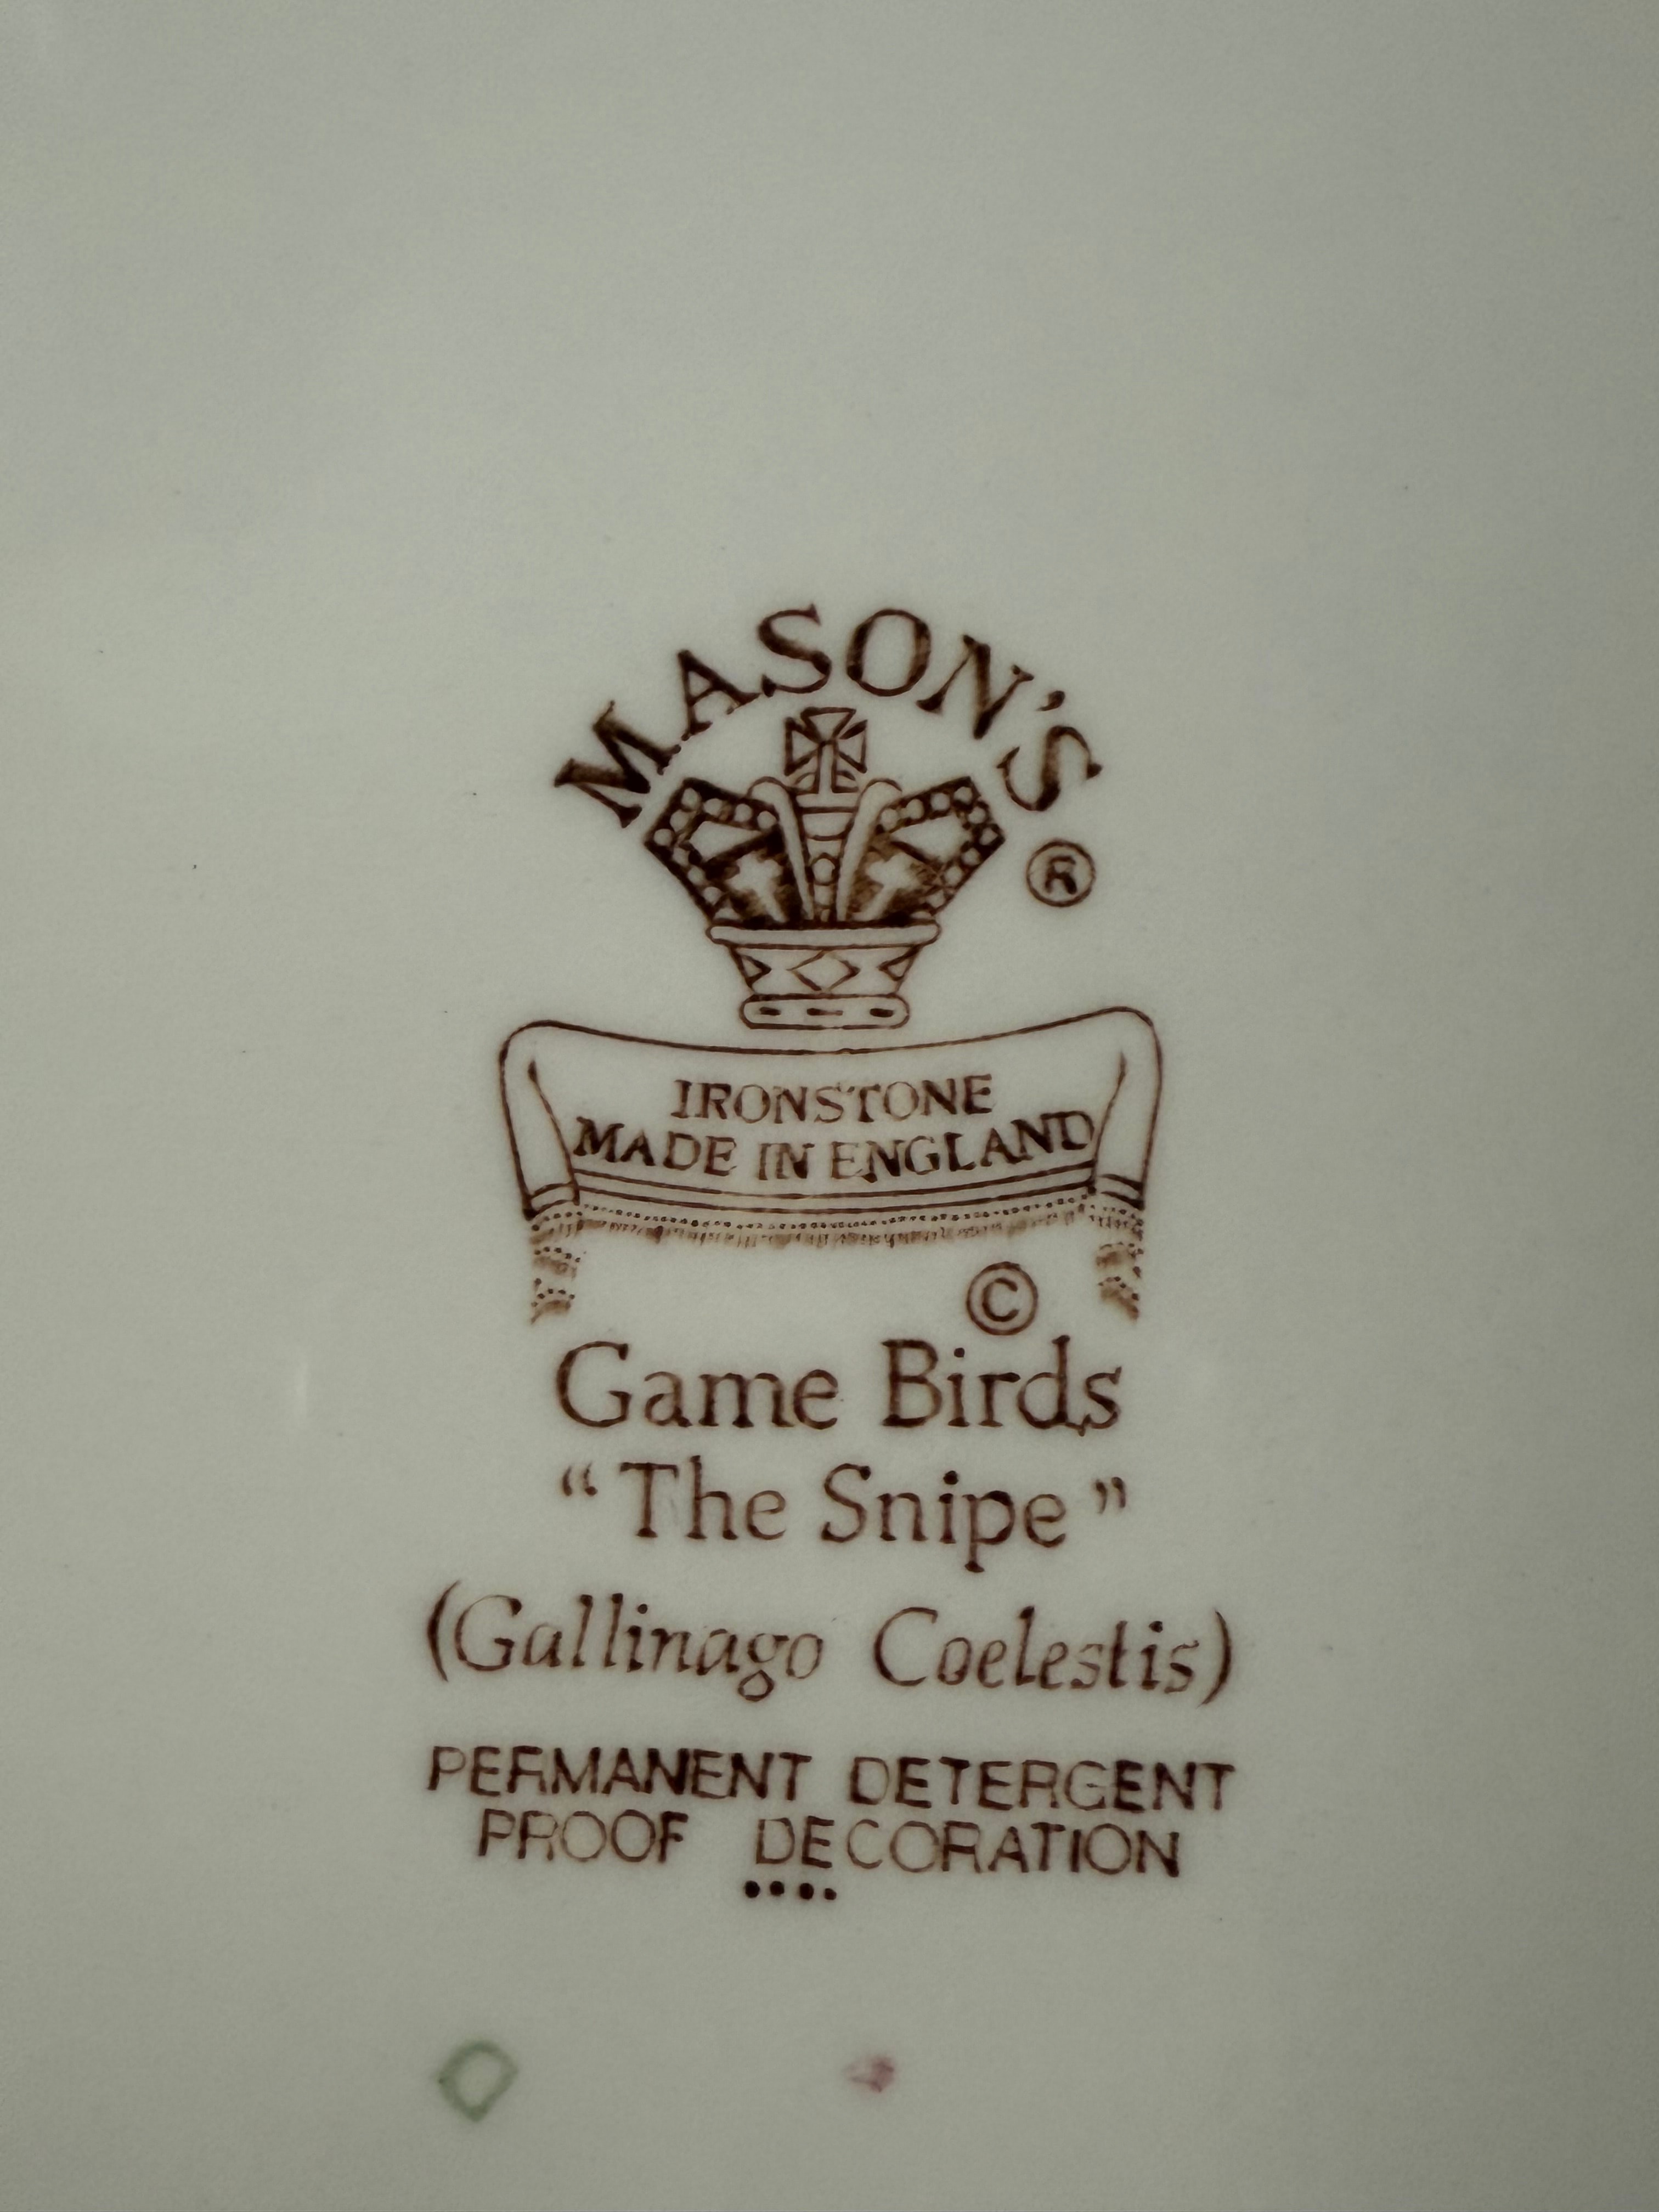 MASON'S
®
IRONSTONE
MADE IN ENGLAND
©
Game Birds
“The Snipe”
(Gallinago Coelestis)
PERMANENT DETERGENT
PROOF DECORATION